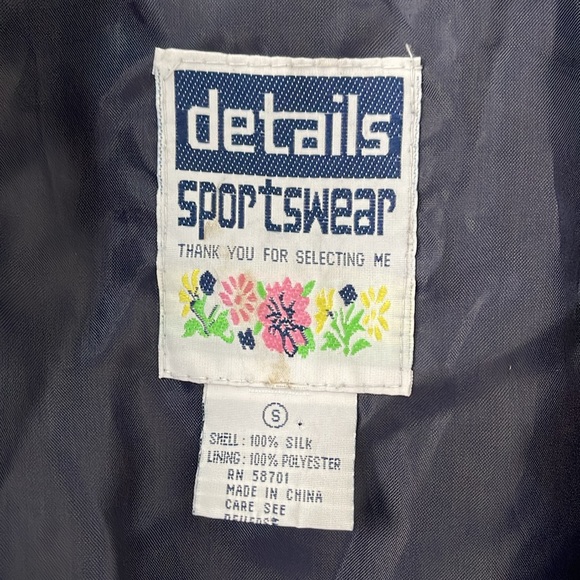 details
sportswear
THANK YOU FOR SELECTING ME
S
SHELL: 100% SILK
LINING: 100% POLYESTER
RN 58701
MADE IN CHINA
CARE SEE